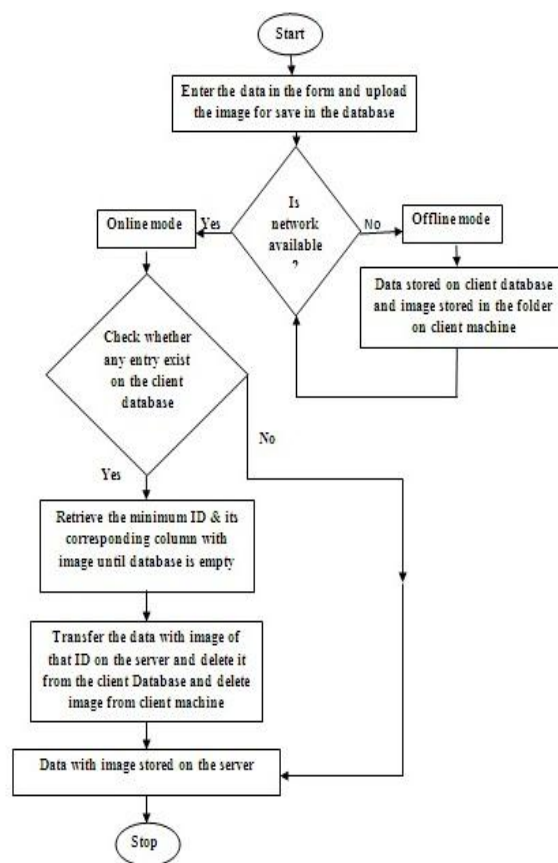 Start
Enter the data in the form and upload
the image for save in the database
Is
network
available
?
Yes
No
Online mode
Offline mode
Data stored on client database
and image stored in the folder
on client machine
Check whether
any entry exist
on the client
database
No
Yes
Retrieve the minimum ID & its
corresponding column with
image until database is empty
Transfer the data with image of
that ID on the server and delete it
from the client Database and delete
image from client machine
Data with image stored on the server
Stop